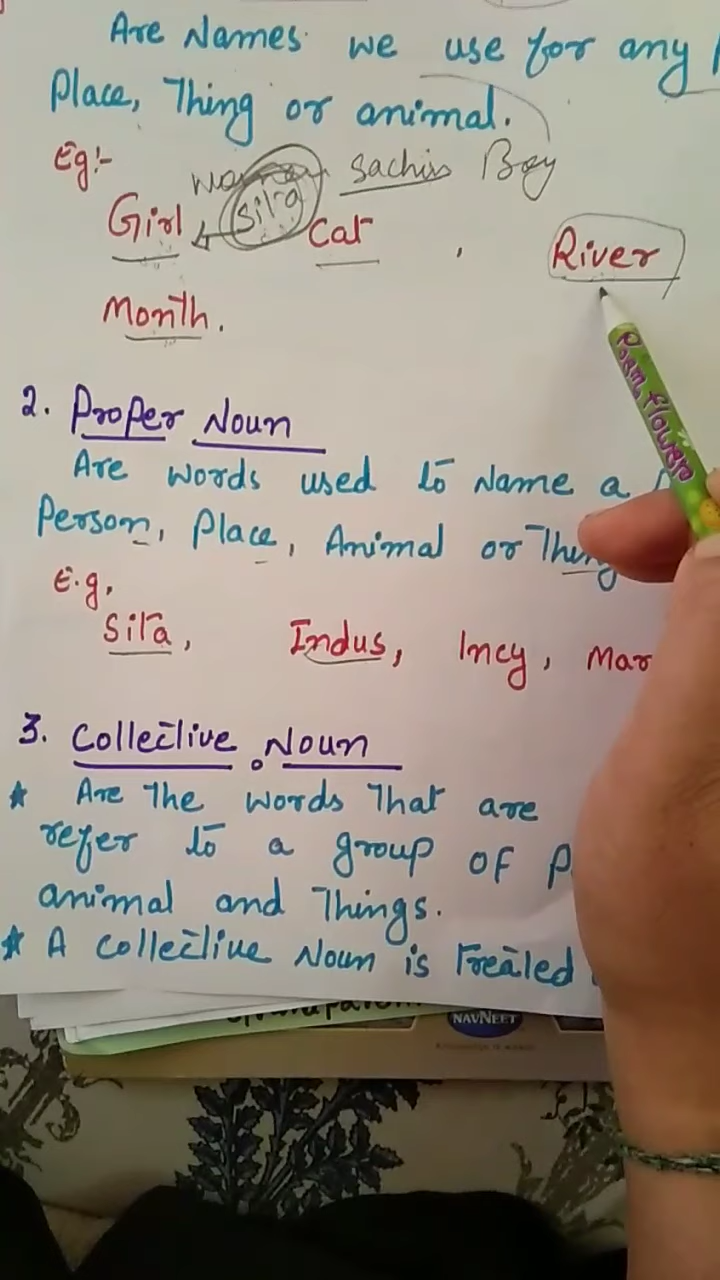 Are Names we use for any
Place, Thing or animal.
Eg:-
Sachin Boy
Girl Sita Cat , River
Month.
2. Proper Noun
Are words used to Name a
Person, Place, Animal or Thing
E.g.
Sita, Indus, Incy, Mar
3. Collective Noun
★ Are The words That are
refer to a group of P
animal and Things.
★ A collective Noun is Treated
NAVNEET
Poem, flowers